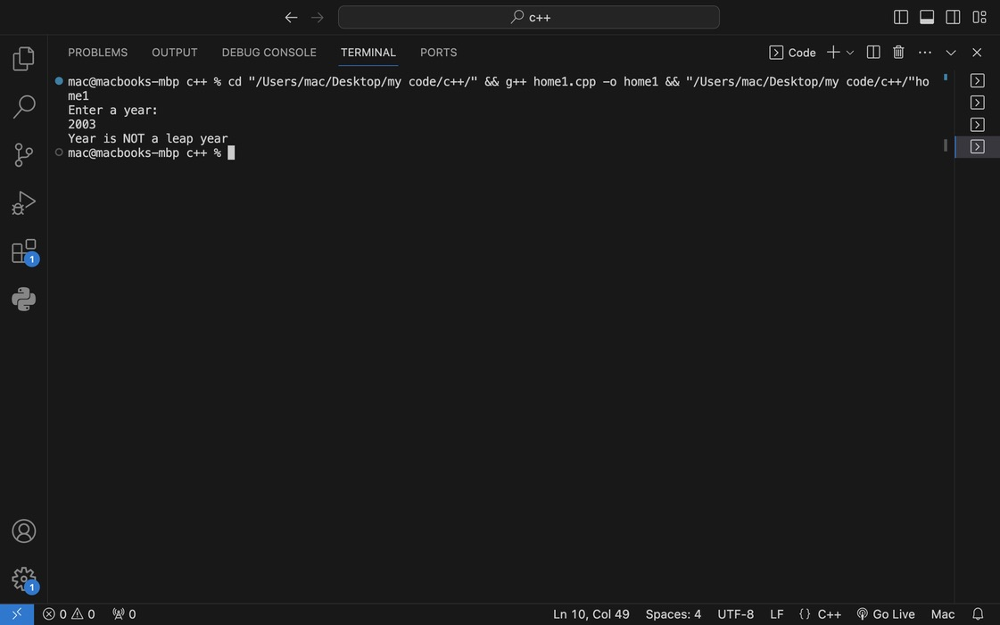 c++
PROBLEMS OUTPUT DEBUG CONSOLE TERMINAL PORTS Code
mac@macbooks-mbp c++ % cd "/Users/mac/Desktop/my code/c++/" && g++ home1.cpp -o home1 && "/Users/mac/Desktop/my code/c++/"ho
me1
Enter a year:
2003
Year is NOT a leap year
mac@macbooks-mbp c++ %
1
1
0 0 0 Ln 10, Col 49 Spaces: 4 UTF-8 LF {} C++ Go Live Mac